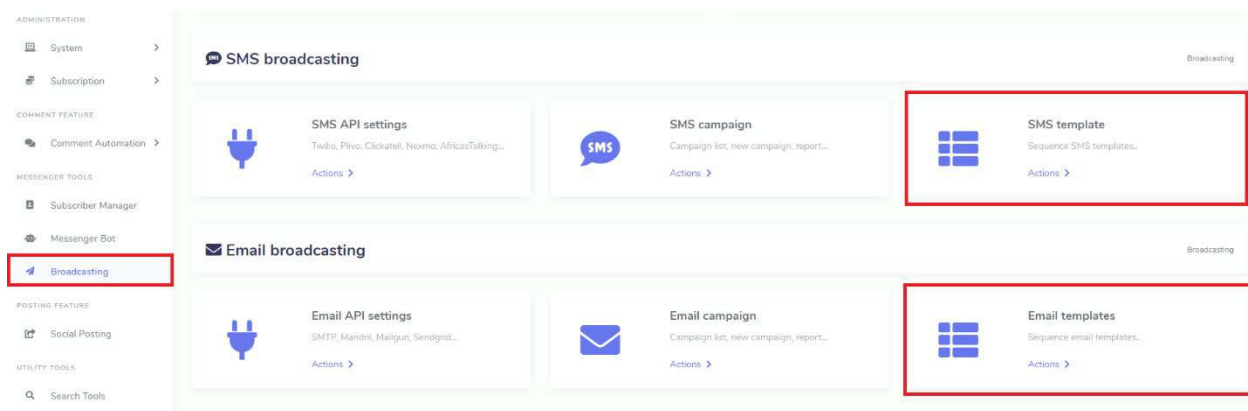 ADMINISTRATION
System
Subscription
COMMENT FEATURE
Comment Automation
MESSENGER TOOLS
Subscriber Manager
Messenger Bot
Broadcasting
POSTING FEATURE
Social Posting
UTILITY TOOLS
Search Tools
SMS SMS broadcasting
Broadcasting
SMS API settings
Twilio, Plivo, Clickatell, Nexmo, AfricasTalking...
Actions >
SMS
SMS campaign
Campaign list, new campaign, report...
Actions >
SMS template
Sequence SMS templates..
Actions >
Email broadcasting
Broadcasting
Email API settings
SMTP, Mandril, Mailgun, Sendgrid...
Actions >
Email campaign
Campaign list, new campaign, report...
Actions >
Email templates
Sequence email templates..
Actions >